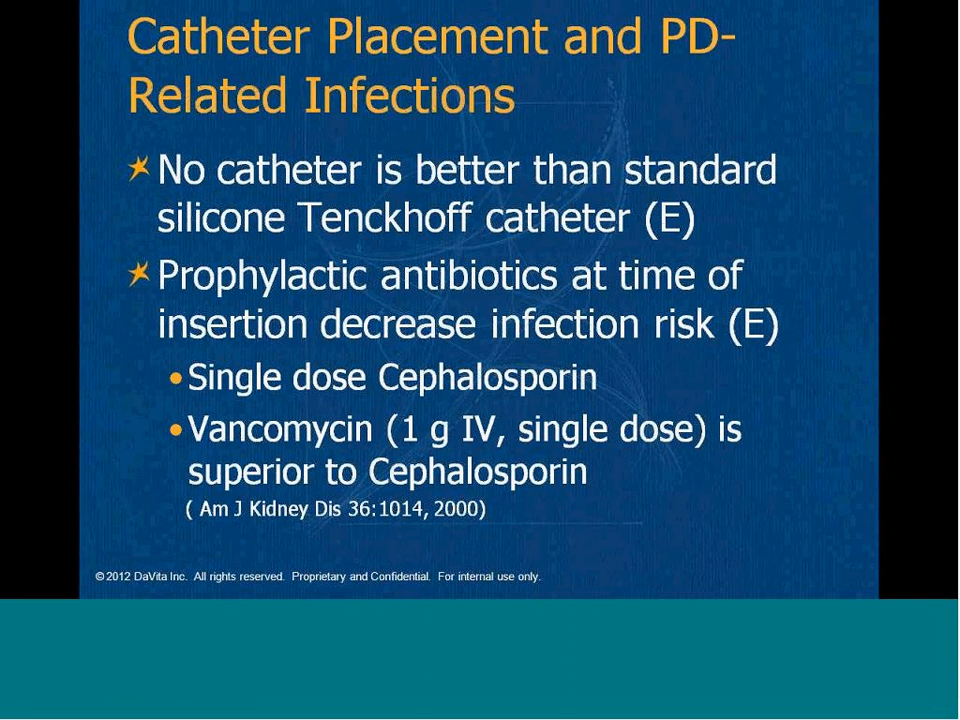 Catheter Placement and PD-
Related Infections
No catheter is better than standard
silicone Tenckhoff catheter (E)
Prophylactic antibiotics at time of
insertion decrease infection risk (E)
•Single dose Cephalosporin
•Vancomycin (1 g IV, single dose) is
superior to Cephalosporin
( Am J Kidney Dis 36:1014, 2000)
© 2012 DaVita Inc. All rights reserved. Proprietary and Confidential. For internal use only.